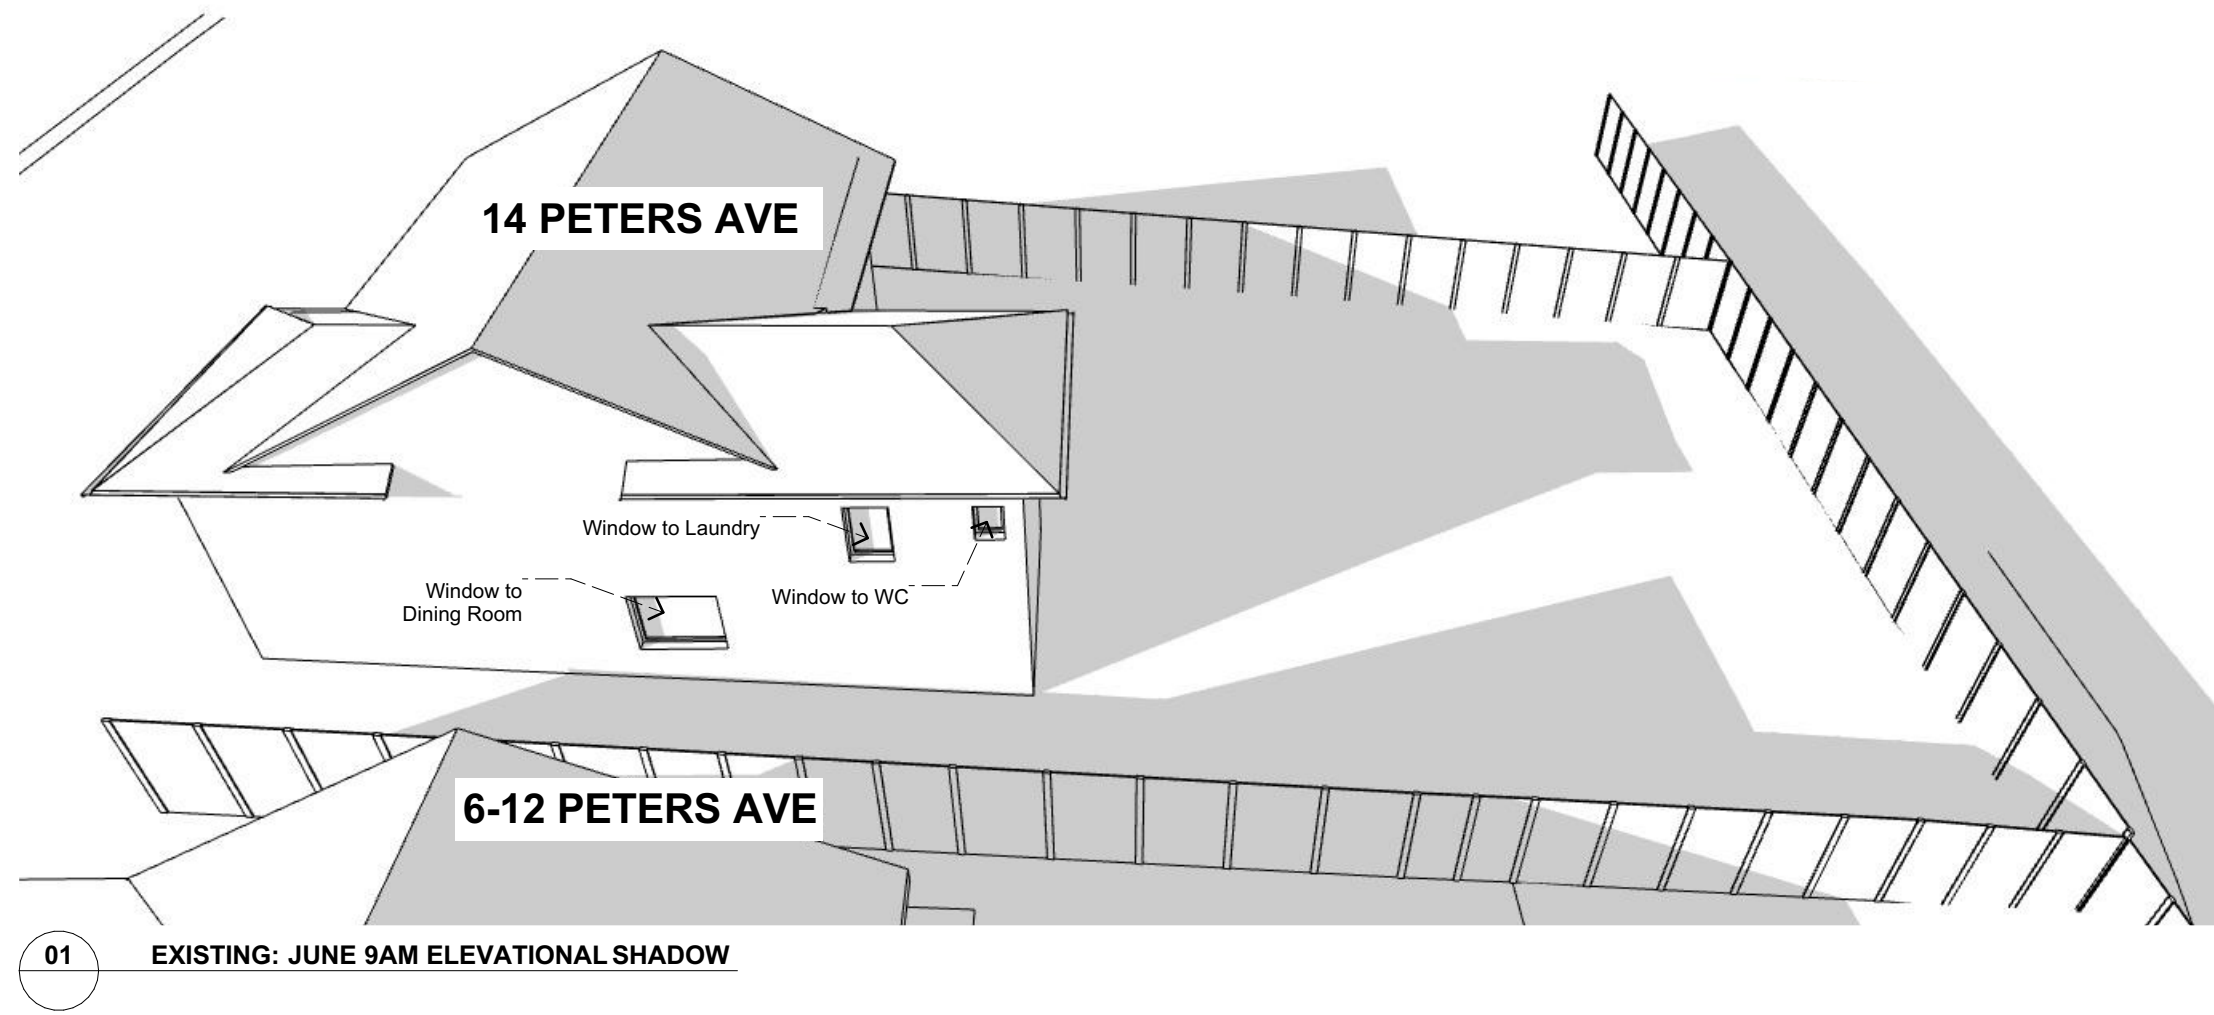 14 PETERS AVE
Window to Laundry
Window to
Dining Room
Window to WC
6-12 PETERS AVE
01
EXISTING: JUNE 9AM ELEVATIONAL SHADOW